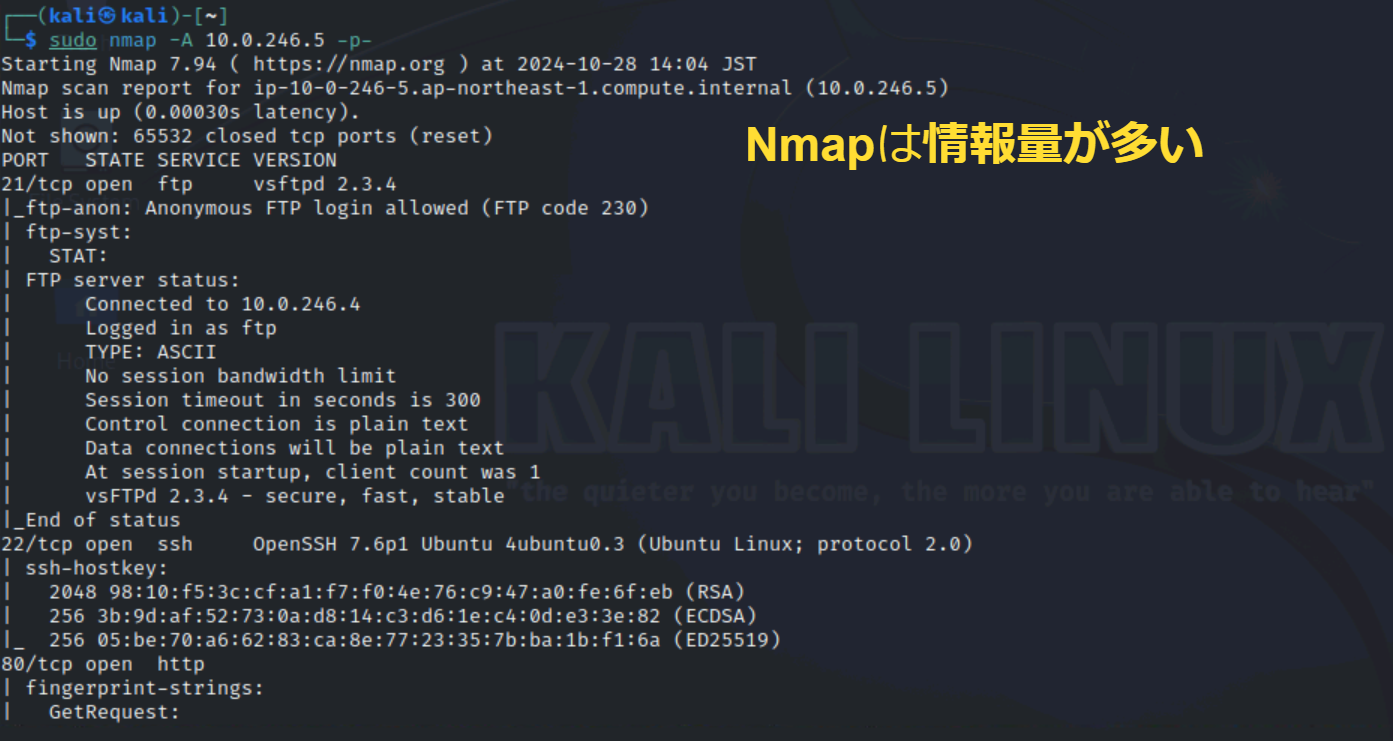 ┌──(kali㉿kali)-[~]
└─$ sudo nmap -A 10.0.246.5 -p-
Starting Nmap 7.94 ( https://nmap.org ) at 2024-10-28 14:04 JST
Nmap scan report for ip-10-0-246-5.ap-northeast-1.compute.internal (10.0.246.5)
Host is up (0.00030s latency).
Not shown: 65532 closed tcp ports (reset)
Nmapは情報量が多い
PORT   STATE SERVICE VERSION
21/tcp open  ftp     vsftpd 2.3.4
|_ftp-anon: Anonymous FTP login allowed (FTP code 230)
| ftp-syst:
|   STAT:
| FTP server status:
|      Connected to 10.0.246.4
|      Logged in as ftp
|      TYPE: ASCII
|      No session bandwidth limit
|      Session timeout in seconds is 300
|      Control connection is plain text
|      Data connections will be plain text
|      At session startup, client count was 1
|      vsFTPd 2.3.4 - secure, fast, stable
|_End of status
22/tcp open  ssh     OpenSSH 7.6p1 Ubuntu 4ubuntu0.3 (Ubuntu Linux; protocol 2.0)
| ssh-hostkey:
|   2048 98:10:f5:3c:cf:a1:f7:f0:4e:76:c9:47:a0:fe:6f:eb (RSA)
|   256 3b:9d:af:52:73:0a:d8:14:c3:d6:1e:c4:0d:e3:3e:82 (ECDSA)
|_  256 05:be:70:a6:62:83:ca:8e:77:23:35:7b:ba:1b:f1:6a (ED25519)
80/tcp open  http
| fingerprint-strings:
|   GetRequest:
Home
KALI LINUX
"the quieter you become, the more you are able to hear"